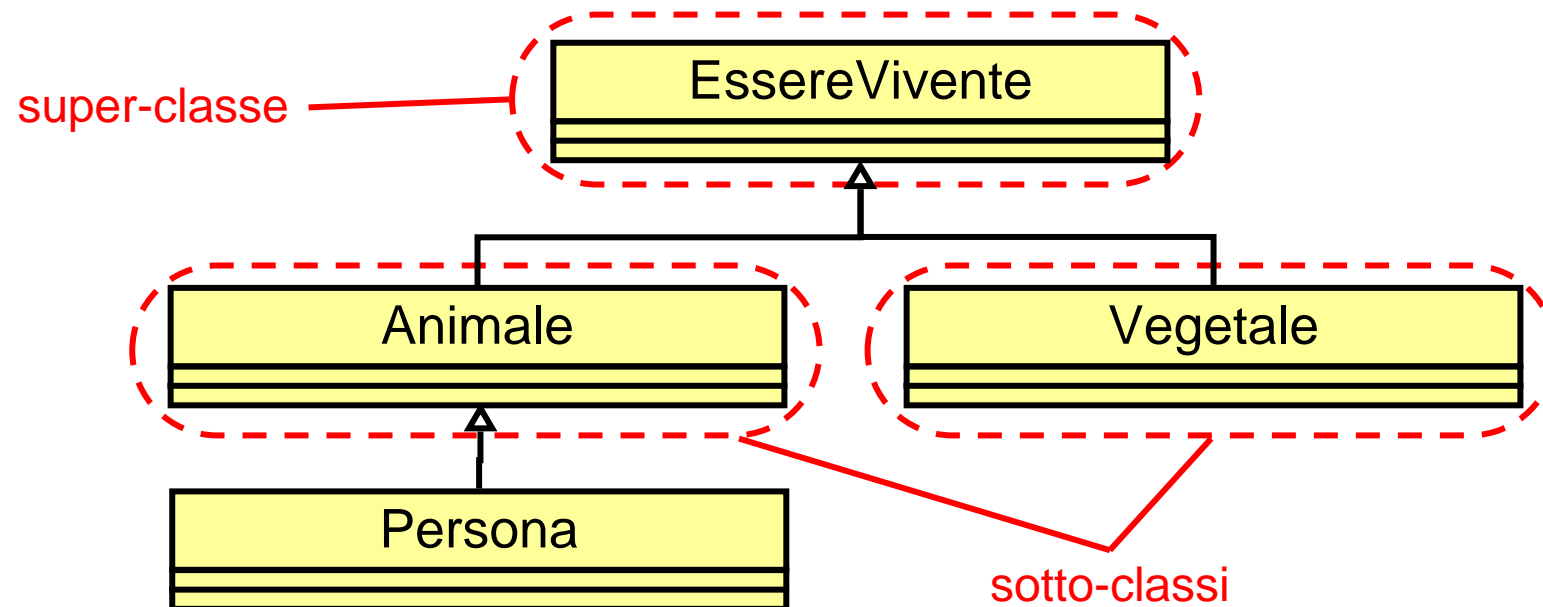 EssereVivente
super-classe
Animale
Vegetale
Persona
sotto-classi